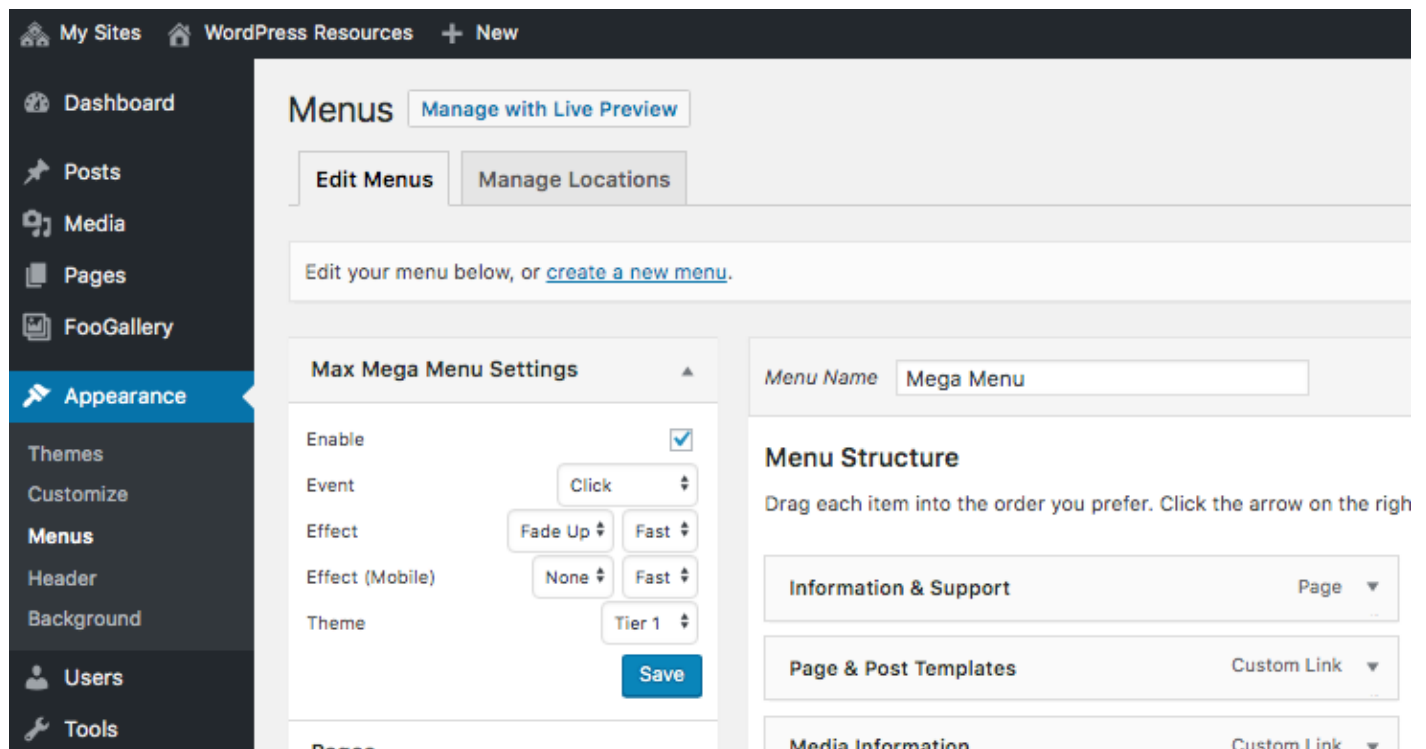 My Sites WordPress Resources + New
Dashboard
Posts
Media
Pages
FooGallery
Appearance
Themes
Customize
Menus
Header
Background
Users
Tools
Menus Manage with Live Preview
Edit Menus Manage Locations
Edit your menu below, or create a new menu.
Max Mega Menu Settings
Enable
Event Click
Effect Fade Up Fast
Effect (Mobile) None Fast
Theme Tier 1
Save
Pages
Menu Name Mega Menu
Menu Structure
Drag each item into the order you prefer. Click the arrow on the righ
Information & Support Page
Page & Post Templates Custom Link
Media Information Custom Link